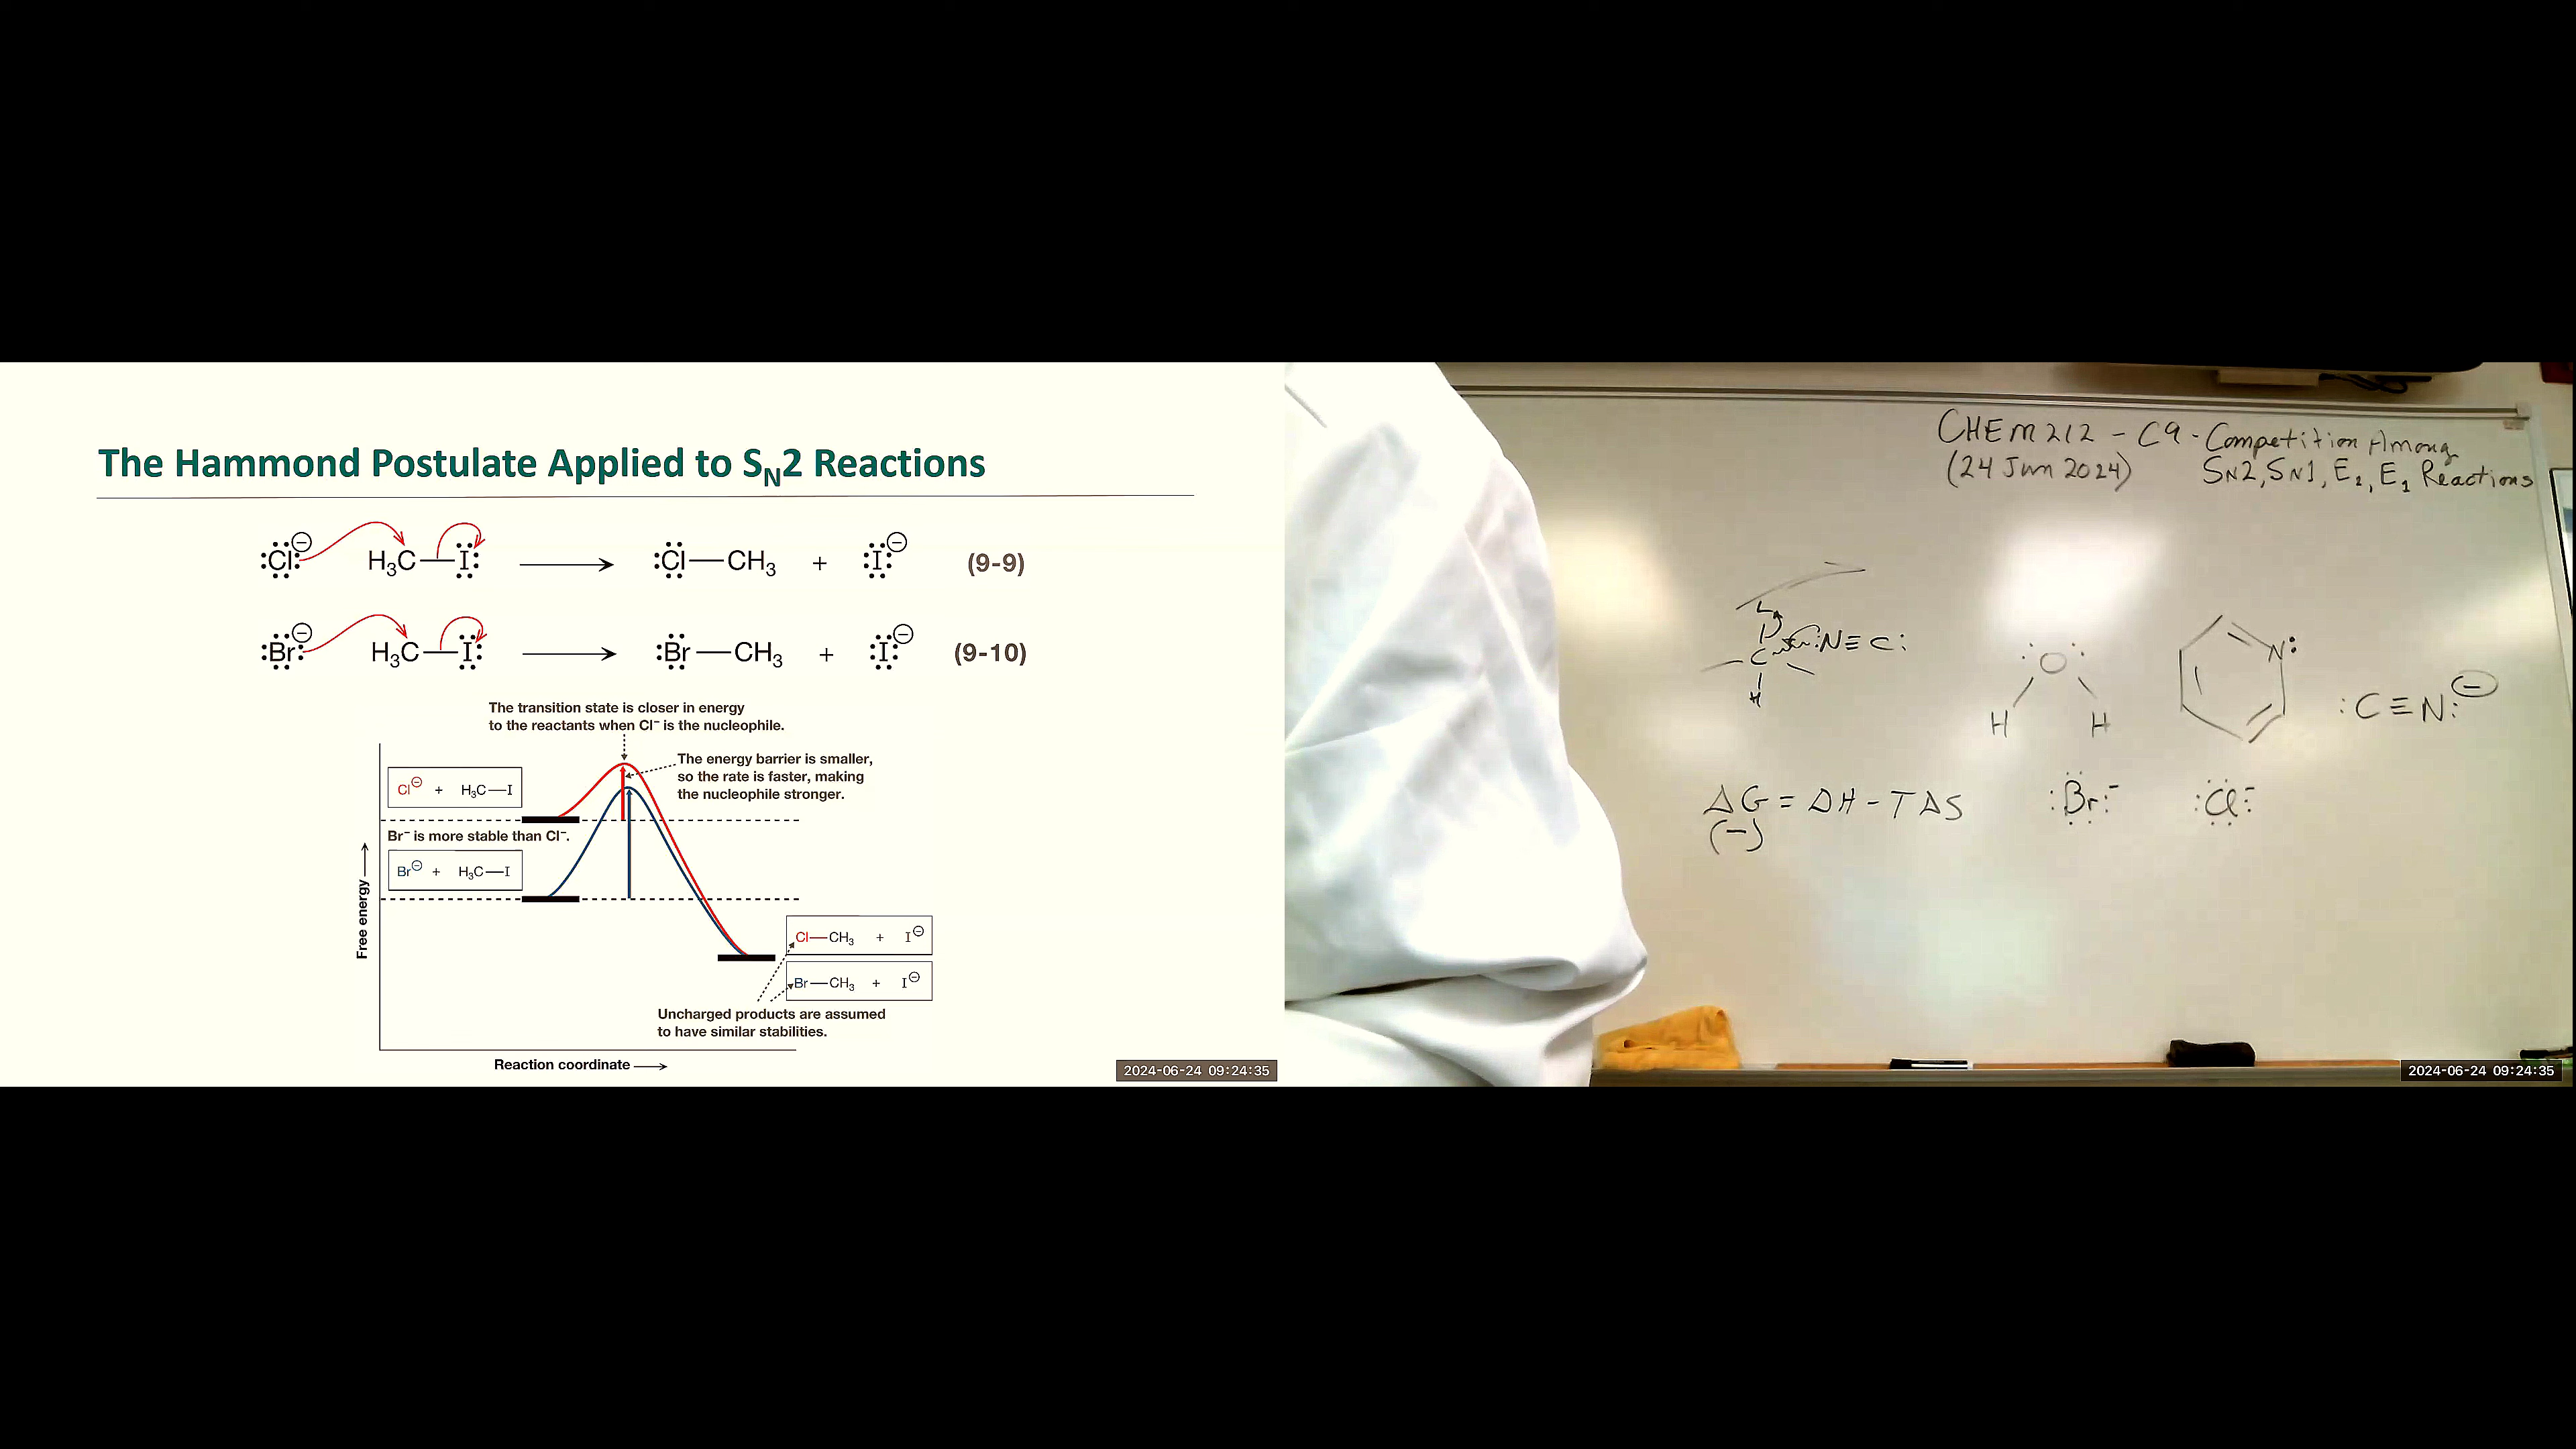 The Hammond Postulate Applied to SN2 Reactions
:Cl:⊖ H3C—I: ⟶ :Cl—CH3 + :I:⊖ (9-9)
:Br:⊖ H3C—I: ⟶ :Br—CH3 + :I:⊖ (9-10)
The transition state is closer in energy
to the reactants when Cl⁻ is the nucleophile.
The energy barrier is smaller,
so the rate is faster, making
the nucleophile stronger.
Cl⊖ + H3C—I
Br⁻ is more stable than Cl⁻.
Br⊖ + H3C—I
Free energy ⟶
Cl—CH3 + I⊖
Br—CH3 + I⊖
Uncharged products are assumed
to have similar stabilities.
Reaction coordinate ⟶
2024-06-24 09:24:35
CHEM 212 - C9 - Competition Among
(24 Jun 2024) SN2, SN1, E2, E1 Reactions
L
C :N≡C:
H
O
H H
N:
:C≡N:⊖
ΔG = ΔH - TΔS
(-)
:Br:⁻ :Cl:⁻
2024-06-24 09:24:35